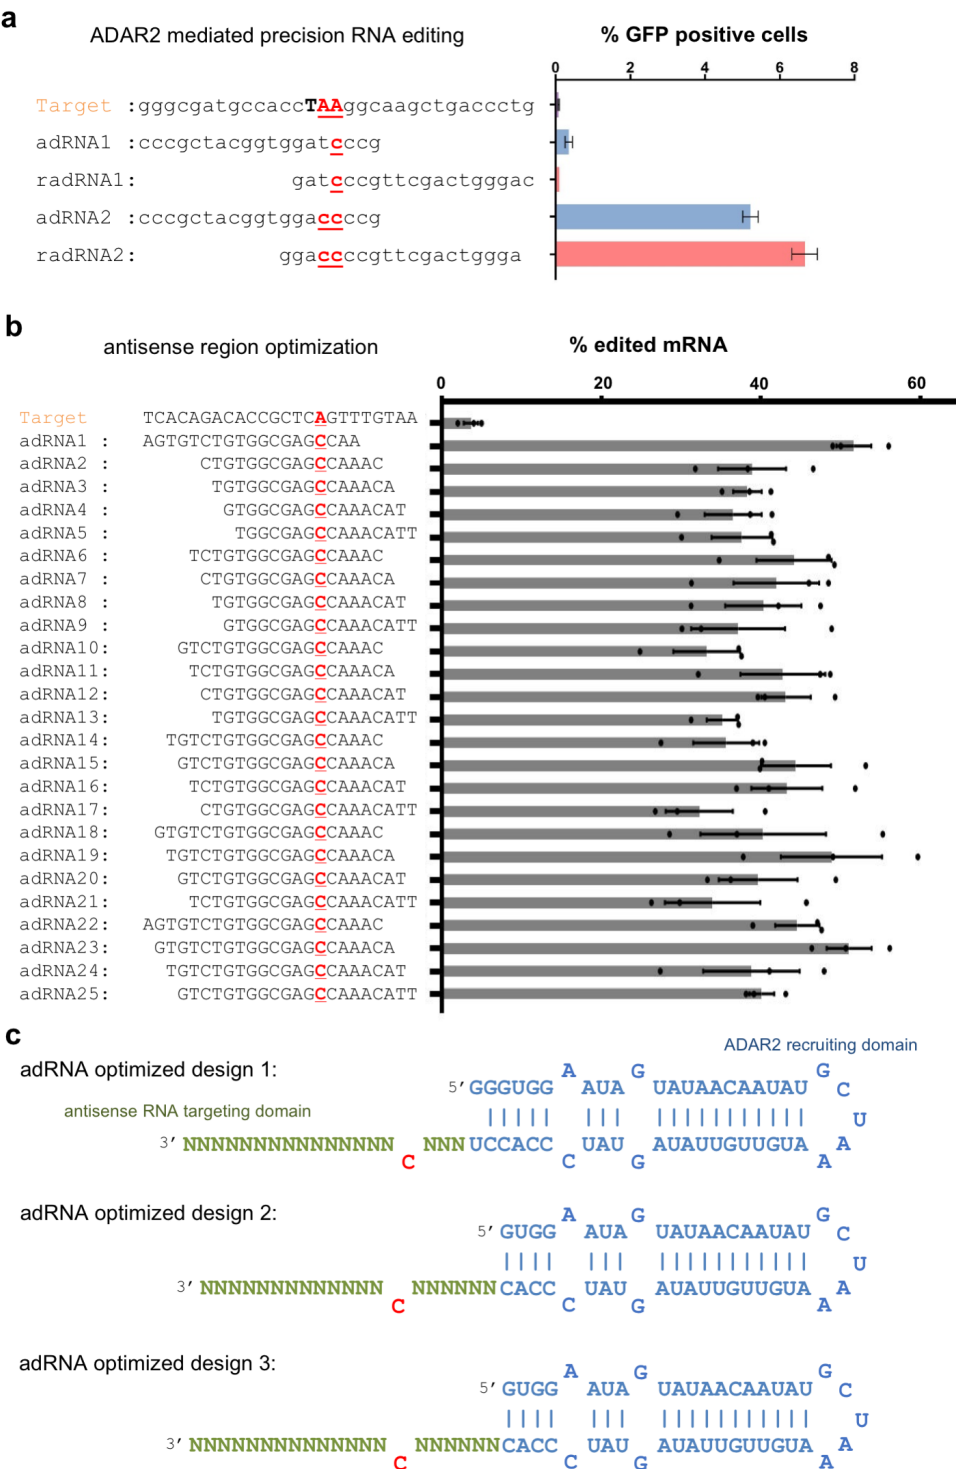 a
ADAR2 mediated precision RNA editing
% GFP positive cells
0 2 4 6 8
Target :gggcgatgccaccTAAggcaagctgaccctg
adRNA1 :cccgctacggtggatcccg
radRNA1: gatcccgttcgactgggac
adRNA2 :cccgctacggtggaccccg
radRNA2: ggaccccgttcgactggga
b
antisense region optimization
% edited mRNA
0 20 40 60
Target TCACAGACACCGCTCAGTTTGTAA
adRNA1 : AGTGTCTGTGGCGAGCCAA
adRNA2 : CTGTGGCGAGCCAAAC
adRNA3 : TGTGGCGAGCCAAACA
adRNA4 : GTGGCGAGCCAAACAT
adRNA5 : TGGCGAGCCAAACATT
adRNA6 : TCTGTGGCGAGCCAAAC
adRNA7 : CTGTGGCGAGCCAAACA
adRNA8 : TGTGGCGAGCCAAACAT
adRNA9 : GTGGCGAGCCAAACATT
adRNA10: GTCTGTGGCGAGCCAAAC
adRNA11: TCTGTGGCGAGCCAAACA
adRNA12: CTGTGGCGAGCCAAACAT
adRNA13: TGTGGCGAGCCAAACATT
adRNA14: TGTCTGTGGCGAGCCAAAC
adRNA15: GTCTGTGGCGAGCCAAACA
adRNA16: TCTGTGGCGAGCCAAACAT
adRNA17: CTGTGGCGAGCCAAACATT
adRNA18: GTGTCTGTGGCGAGCCAAAC
adRNA19: TGTCTGTGGCGAGCCAAACA
adRNA20: GTCTGTGGCGAGCCAAACAT
adRNA21: TCTGTGGCGAGCCAAACATT
adRNA22: AGTGTCTGTGGCGAGCCAAAC
adRNA23: GTGTCTGTGGCGAGCCAAACA
adRNA24: TGTCTGTGGCGAGCCAAACAT
adRNA25: GTCTGTGGCGAGCCAAACATT
c
ADAR2 recruiting domain
adRNA optimized design 1:
A G G
5' GGGUGG AUA UAUAACAAUAU C
antisense RNA targeting domain
U
3' NNNNNNNNNNNNNNN NNN UCCACC UAU AUAUUGUUGUA A
C C G A
adRNA optimized design 2:
A G G
5' GUGG AUA UAUAACAAUAU C
U
3' NNNNNNNNNNNNN NNNNNN CACC UAU AUAUUGUUGUA A
C C G A
adRNA optimized design 3:
A G G
5' GUGG AUA UAUAACAAUAU C
U
3' NNNNNNNNNNNNNN NNNNNN CACC UAU AUAUUGUUGUA A
C C G A